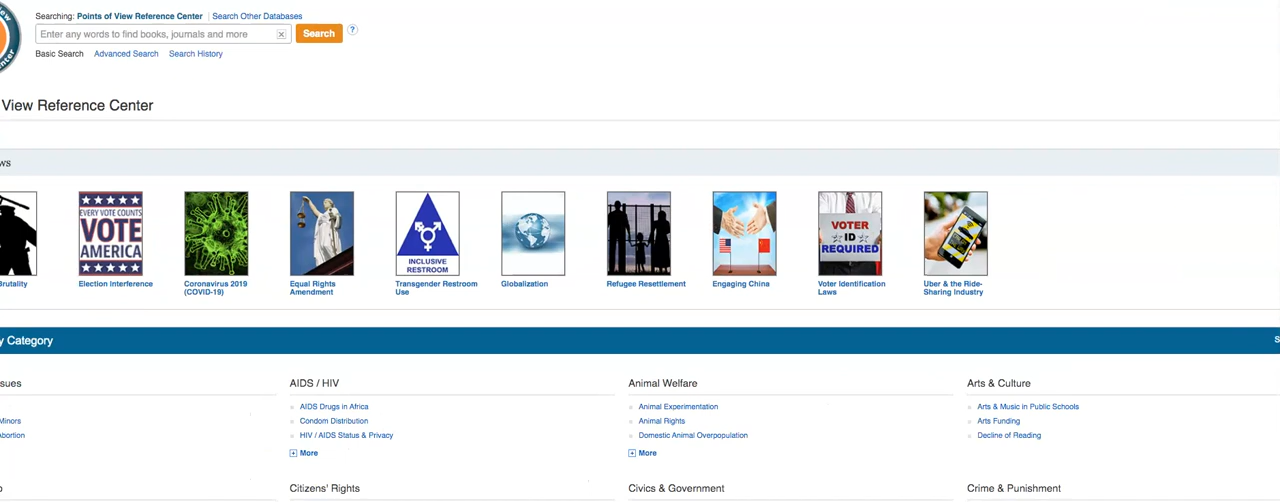 Searching: Points of View Reference Center | Search Other Databases
Enter any words to find books, journals and more
Search
?
Basic Search Advanced Search Search History
View Reference Center
ws
EVERY VOTE COUNTS
VOTE
AMERICA
INCLUSIVE
RESTROOM
VOTER
ID
REQUIRED
Brutality
Election Interference
Coronavirus 2019
(COVID-19)
Equal Rights
Amendment
Transgender Restroom
Use
Globalization
Refugee Resettlement
Engaging China
Voter Identification
Laws
Uber & the Ride-
Sharing Industry
y Category
S
sues
Minors
Abortion
AIDS / HIV
AIDS Drugs in Africa
Condom Distribution
HIV / AIDS Status & Privacy
More
Animal Welfare
Animal Experimentation
Animal Rights
Domestic Animal Overpopulation
More
Arts & Culture
Arts & Music in Public Schools
Arts Funding
Decline of Reading
Citizens' Rights
Civics & Government
Crime & Punishment